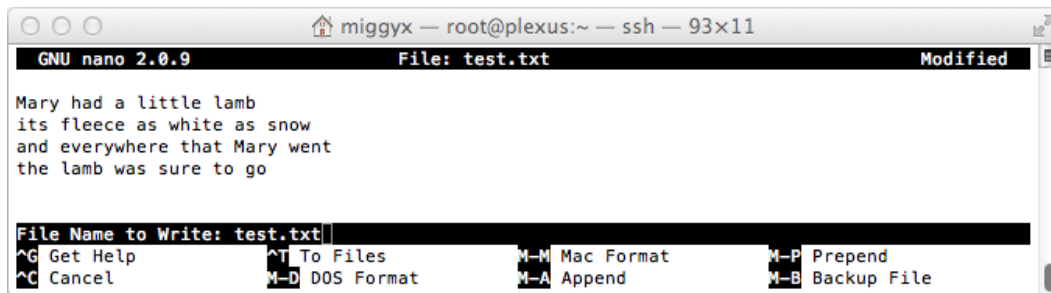 miggyx — root@plexus:~ — ssh — 93×11
GNU nano 2.0.9 File: test.txt Modified
Mary had a little lamb
its fleece as white as snow
and everywhere that Mary went
the lamb was sure to go
File Name to Write: test.txt
^G Get Help ^T To Files M-M Mac Format M-P Prepend
^C Cancel M-D DOS Format M-A Append M-B Backup File